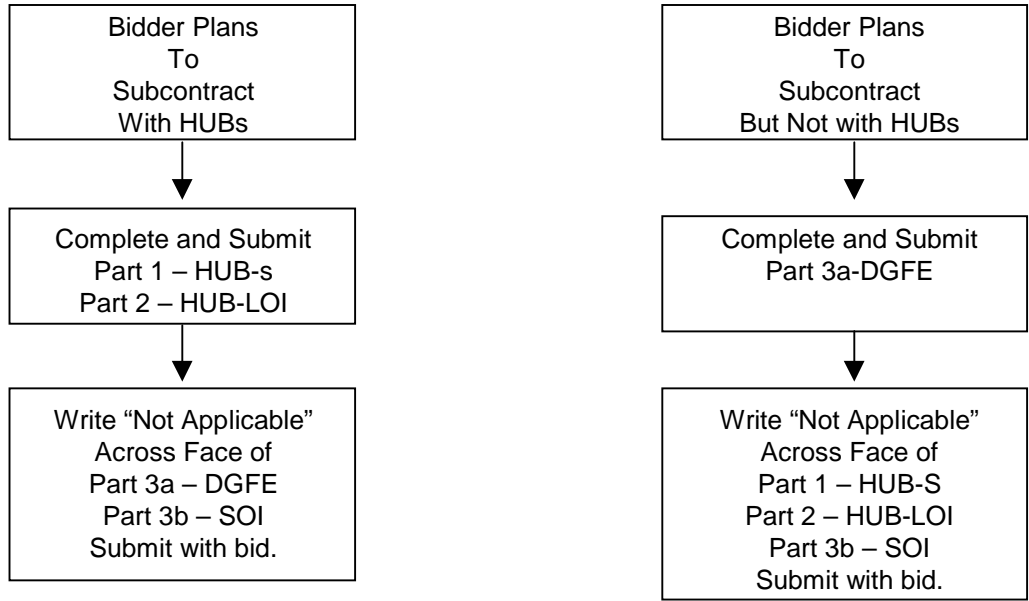 Bidder Plans
To
Subcontract
With HUBs
Complete and Submit
Part 1 – HUB-s
Part 2 – HUB-LOI
Write “Not Applicable”
Across Face of
Part 3a – DGFE
Part 3b – SOI
Submit with bid.
Bidder Plans
To
Subcontract
But Not with HUBs
Complete and Submit
Part 3a-DGFE
Write “Not Applicable”
Across Face of
Part 1 – HUB-S
Part 2 – HUB-LOI
Part 3b – SOI
Submit with bid.